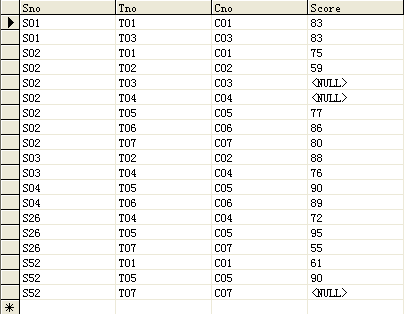 Sno Tno Cno Score
S01 T01 C01 83
S01 T03 C03 83
S02 T01 C01 75
S02 T02 C02 59
S02 T03 C03 <NULL>
S02 T04 C04 <NULL>
S02 T05 C05 77
S02 T06 C06 86
S02 T07 C07 80
S03 T02 C02 88
S03 T04 C04 76
S04 T05 C05 90
S04 T06 C06 89
S26 T04 C04 72
S26 T05 C05 95
S26 T07 C07 55
S52 T01 C01 61
S52 T05 C05 90
S52 T07 C07 <NULL>